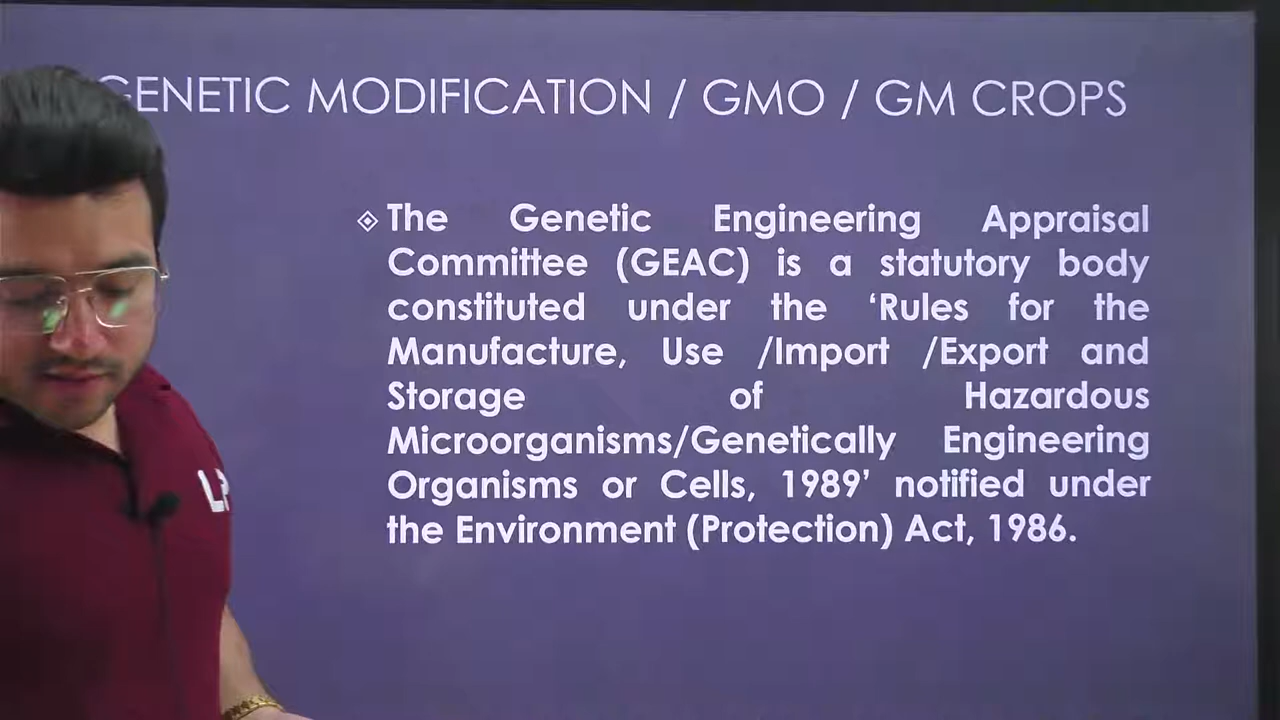 GENETIC MODIFICATION / GMO / GM CROPS
The Genetic Engineering Appraisal
Committee (GEAC) is a statutory body
constituted under the ‘Rules for the
Manufacture, Use /Import /Export and
Storage of Hazardous
Microorganisms/Genetically Engineering
Organisms or Cells, 1989’ notified under
the Environment (Protection) Act, 1986.